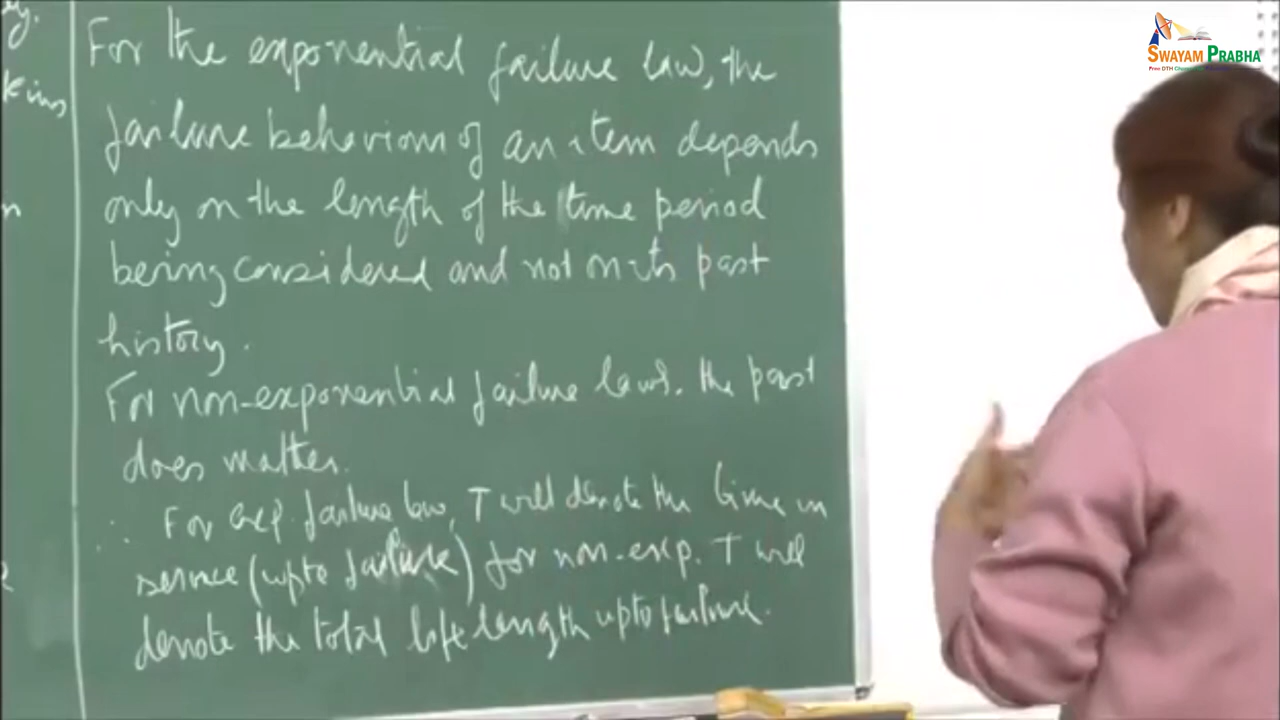 For the exponential failure law, the
failure behaviour of an item depends
only on the length of the time period
being considered and not on its past
history.
For non-exponential failure laws, the past
does matter.
∴ For exp. failure law, T will denote the time in
service (upto failure) for non-exp. T will
denote the total life length upto failure.
SWAYAM PRABHA